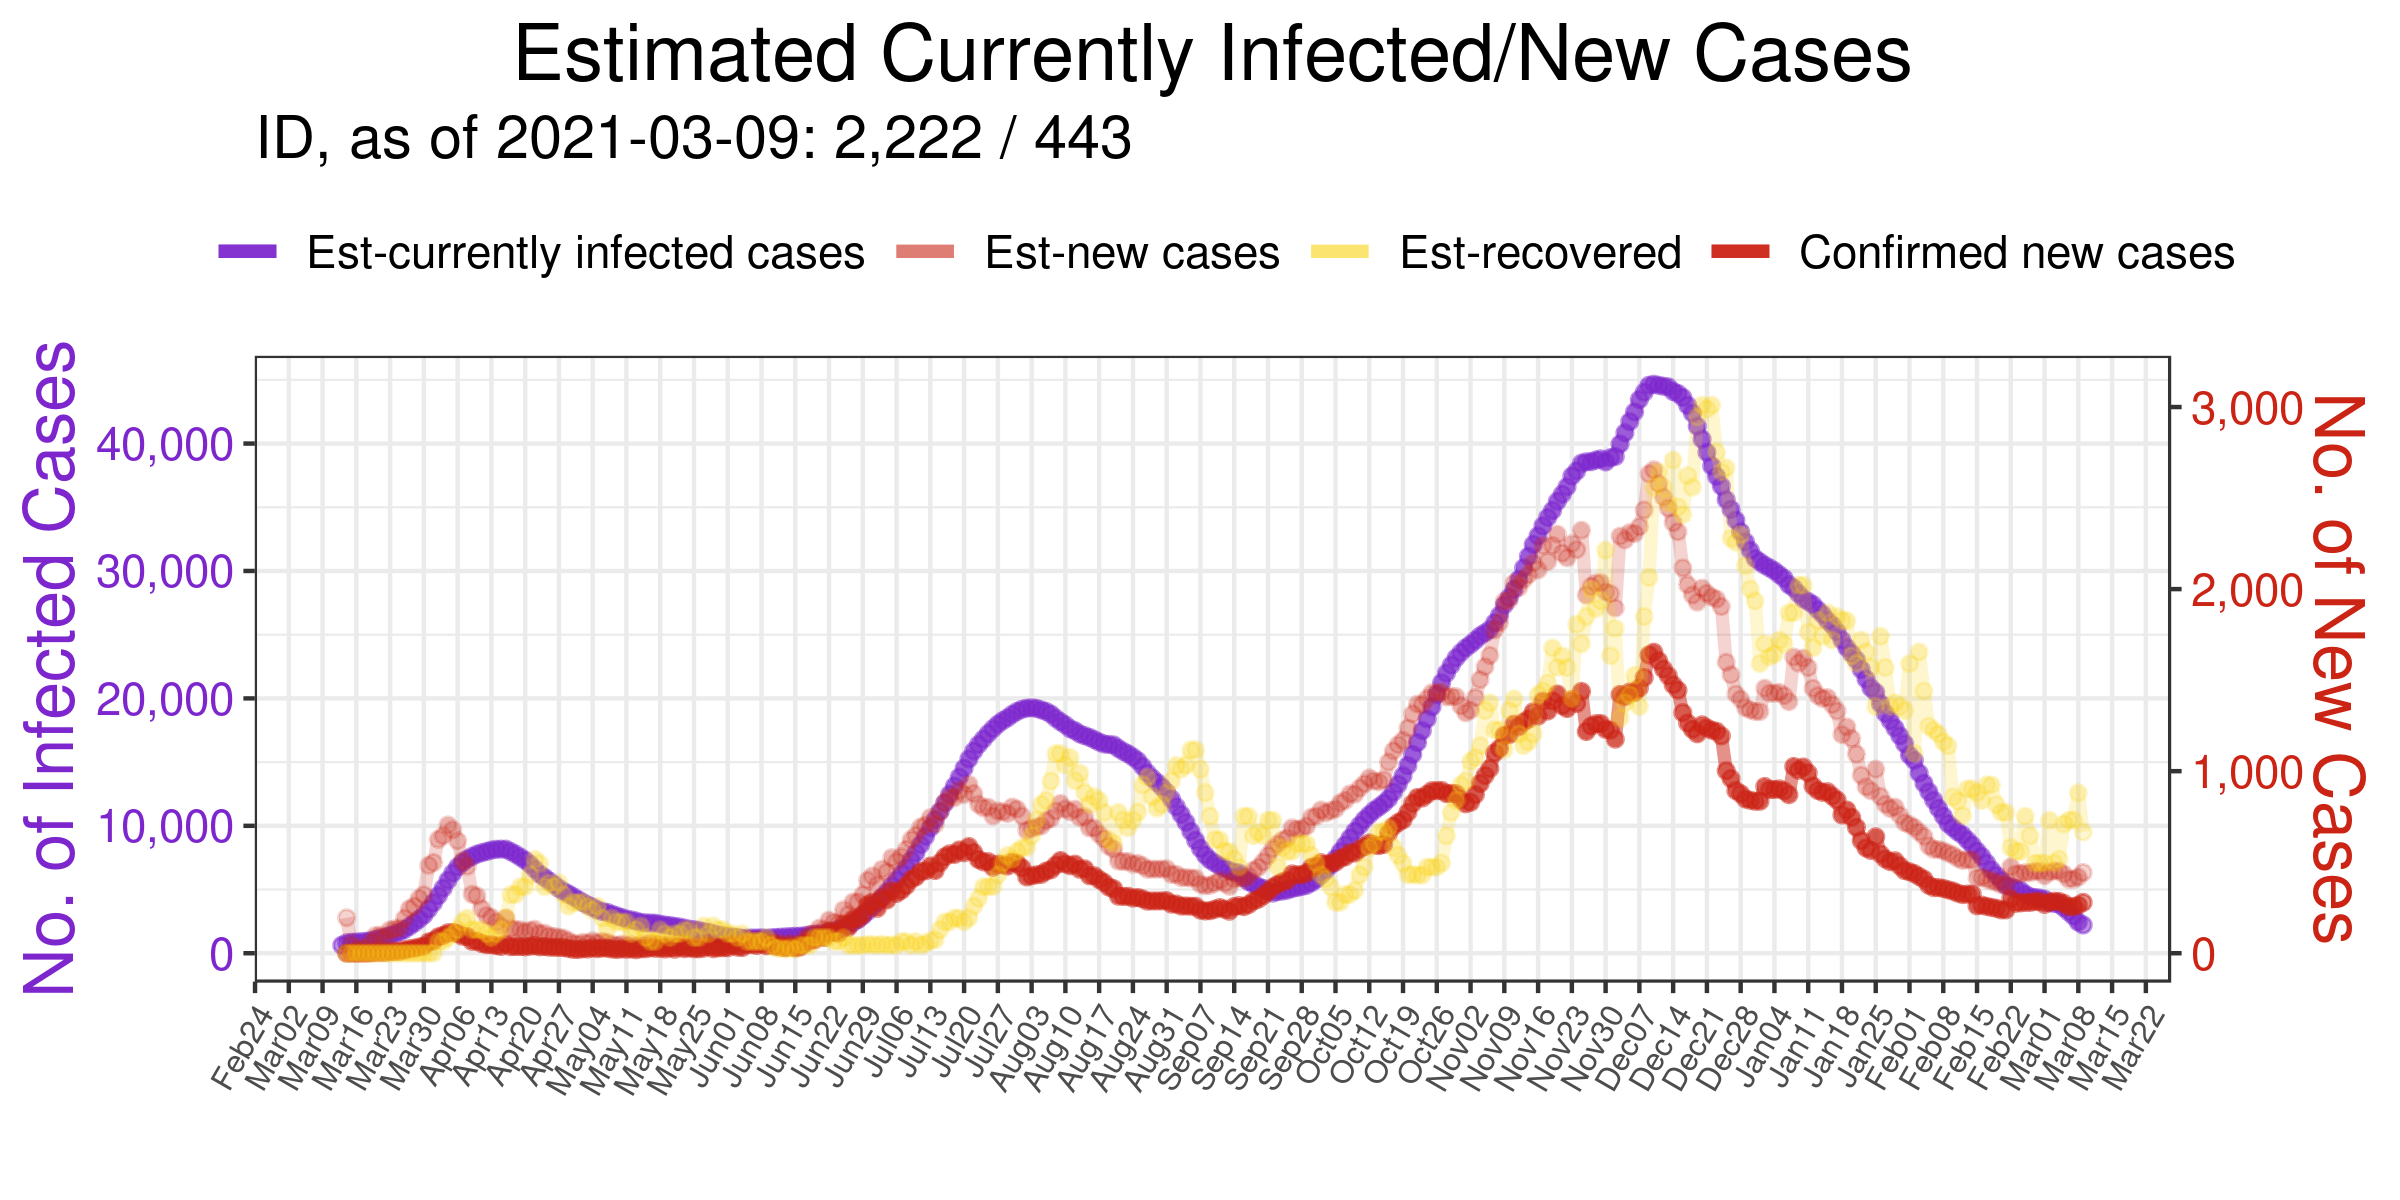 Estimated Currently Infected/New Cases
ID, as of 2021-03-09: 2,222 / 443
Est-currently infected cases Est-new cases Est-recovered Confirmed new cases
No. of Infected Cases
40,000
30,000
20,000
10,000
0
3,000
2,000
1,000
0
No. of New Cases
Feb24 Mar02 Mar09 Mar16 Mar23 Mar30 Apr06 Apr13 Apr20 Apr27 May04 May11 May18 May25 Jun01 Jun08 Jun15 Jun22 Jun29 Jul06 Jul13 Jul20 Jul27 Aug03 Aug10 Aug17 Aug24 Aug31 Sep07 Sep14 Sep21 Sep28 Oct05 Oct12 Oct19 Oct26 Nov02 Nov09 Nov16 Nov23 Nov30 Dec07 Dec14 Dec21 Dec28 Jan04 Jan11 Jan18 Jan25 Feb01 Feb08 Feb15 Feb22 Mar01 Mar08 Mar15 Mar22